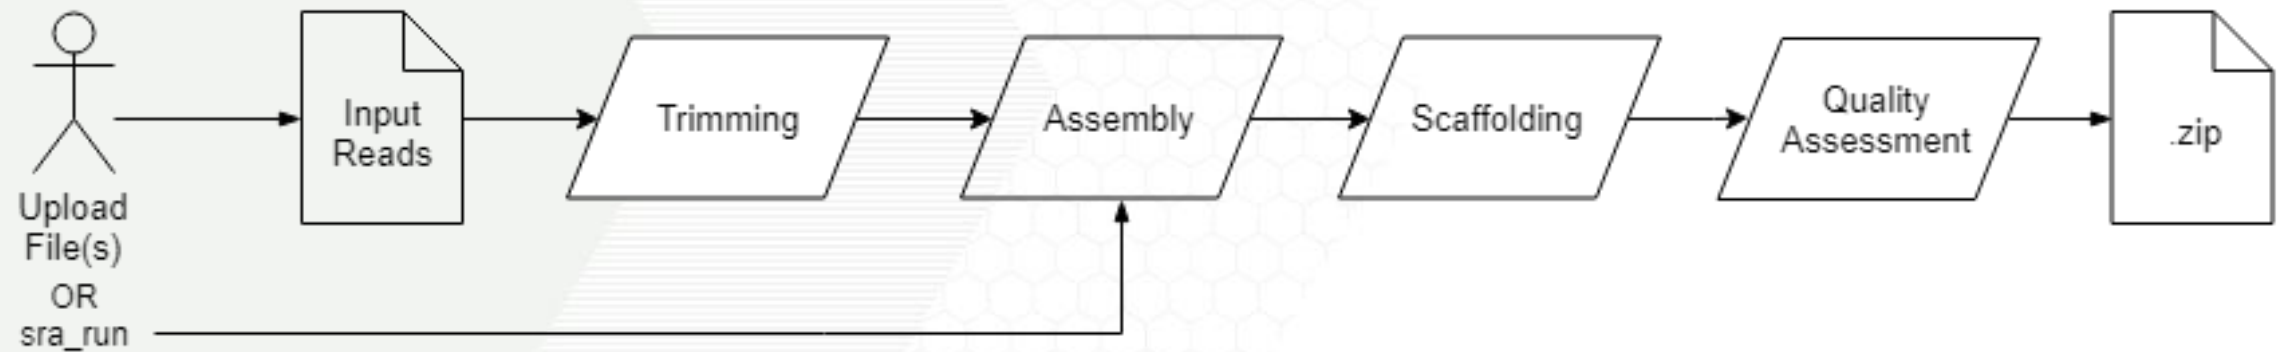 Upload
File(s)
OR
sra_run
Input
Reads
Trimming
Assembly
Scaffolding
Quality
Assessment
.zip